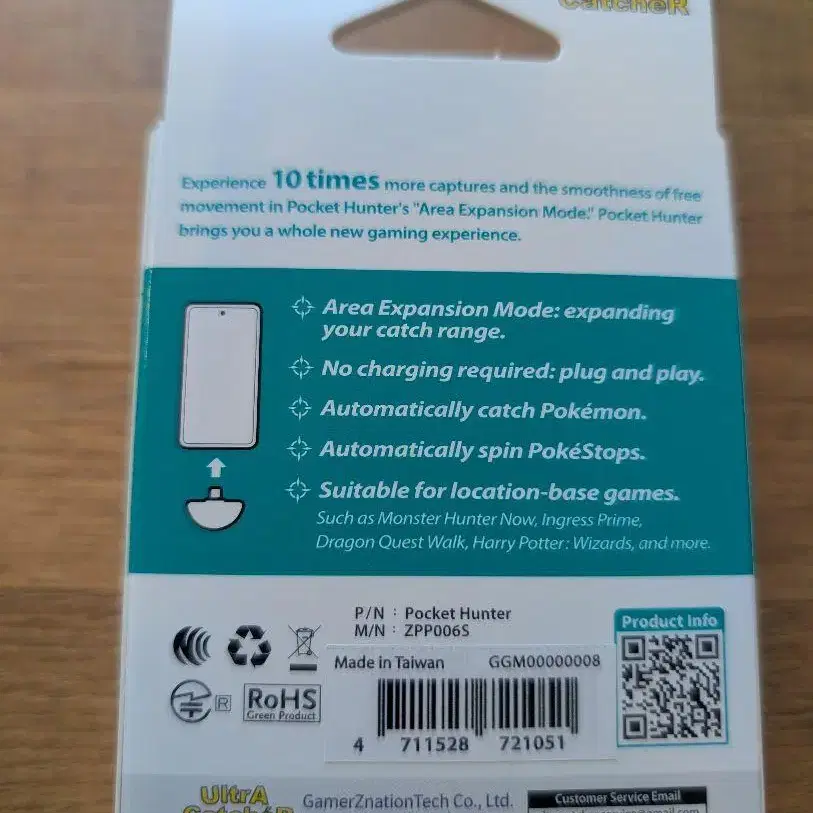 CatcheR
Experience 10 times more captures and the smoothness of free
movement in Pocket Hunter's "Area Expansion Mode." Pocket Hunter
brings you a whole new gaming experience.
Area Expansion Mode: expanding
your catch range.
No charging required: plug and play.
Automatically catch Pokémon.
Automatically spin PokéStops.
Suitable for location-base games.
Such as Monster Hunter Now, Ingress Prime,
Dragon Quest Walk, Harry Potter: Wizards, and more.
P/N : Pocket Hunter
M/N : ZPP006S
Product Info
Made in Taiwan GGM00000008
R
RoHS
Green Product
4 711528 721051
UltrA
CatchéR
GamerZnationTech Co., Ltd.
Customer Service Email